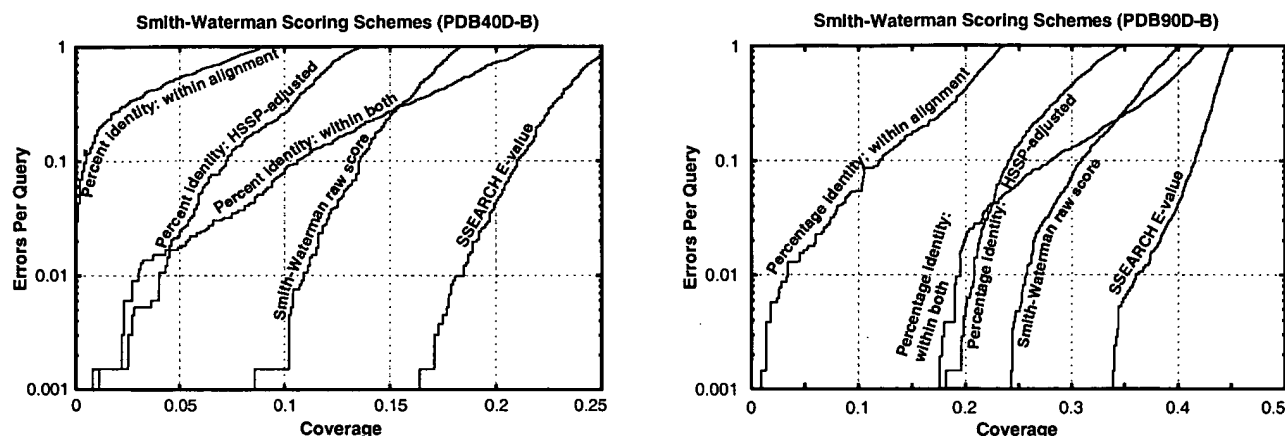 Smith-Waterman Scoring Schemes (PDB40D-B)
Errors Per Query
1
0.1
0.01
0.001
Percent identity: within alignment
Percent identity: HSSP-adjusted
Percent identity: within both
Smith-Waterman raw score
SSEARCH E-value
0
0.05
0.1
0.15
0.2
0.25
Coverage
Smith-Waterman Scoring Schemes (PDB90D-B)
Errors Per Query
1
0.1
0.01
0.001
Percentage identity: within alignment
Percentage identity:
within both
Percentage identity: HSSP-adjusted
Smith-Waterman raw score
SSEARCH E-value
0
0.1
0.2
0.3
0.4
0.5
Coverage